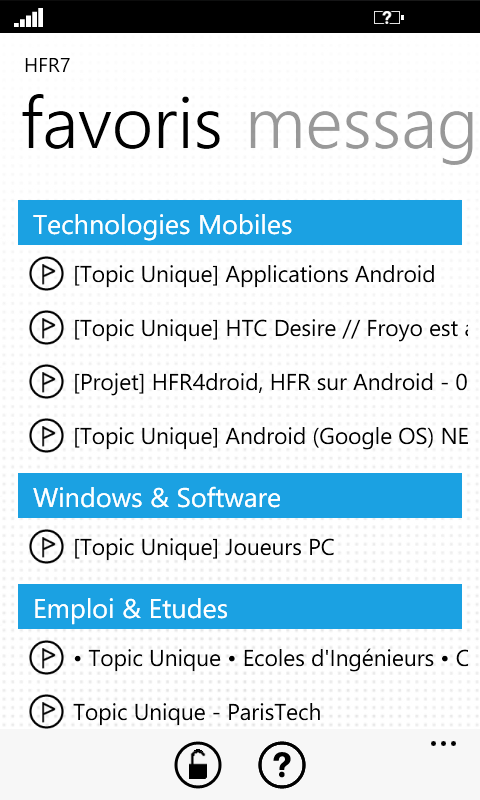 HFR7
favoris messag
Technologies Mobiles
[Topic Unique] Applications Android
[Topic Unique] HTC Desire // Froyo est a
[Projet] HFR4droid, HFR sur Android - 0
[Topic Unique] Android (Google OS) NE
Windows & Software
[Topic Unique] Joueurs PC
Emploi & Etudes
• Topic Unique • Ecoles d'Ingénieurs • C
Topic Unique - ParisTech